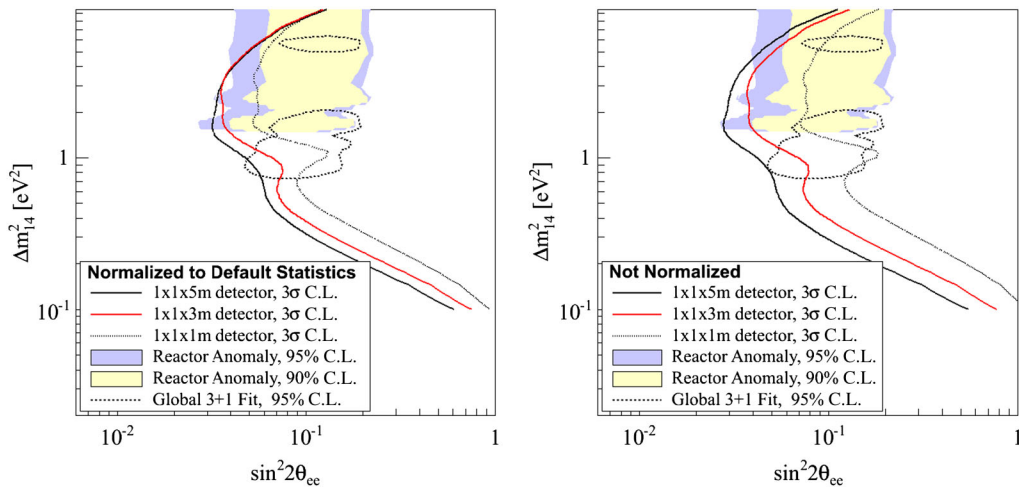 Δm²₁₄ [eV²]
1
10⁻¹
Normalized to Default Statistics
1x1x5m detector, 3σ C.L.
1x1x3m detector, 3σ C.L.
1x1x1m detector, 3σ C.L.
Reactor Anomaly, 95% C.L.
Reactor Anomaly, 90% C.L.
Global 3+1 Fit, 95% C.L.
10⁻² 10⁻¹ 1
sin²2θₑₑ
Δm²₁₄ [eV²]
1
10⁻¹
Not Normalized
1x1x5m detector, 3σ C.L.
1x1x3m detector, 3σ C.L.
1x1x1m detector, 3σ C.L.
Reactor Anomaly, 95% C.L.
Reactor Anomaly, 90% C.L.
Global 3+1 Fit, 95% C.L.
10⁻² 10⁻¹ 1
sin²2θₑₑ